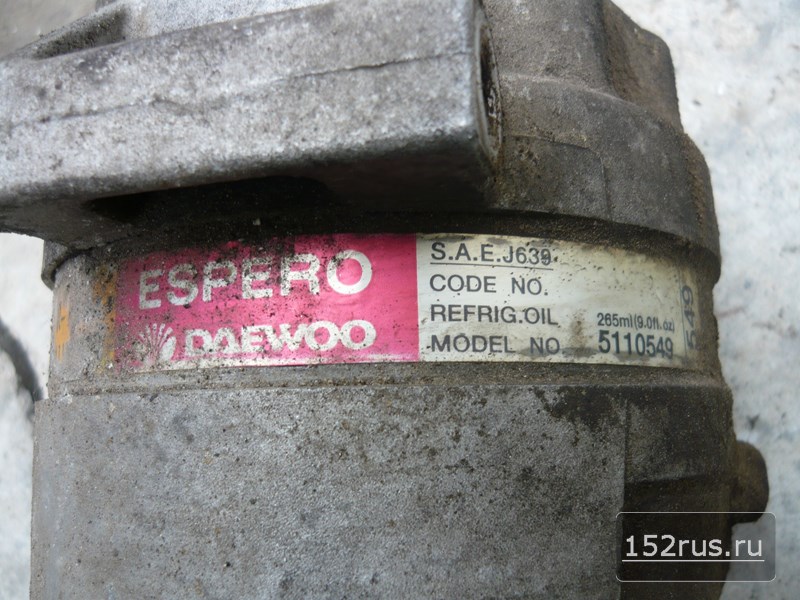 ESPERO
DAEWOO
S.A.E.J639
CODE NO.
REFRIG.OIL 265ml(9.0fl.oz)
MODEL NO. 5110549
549
152rus.ru